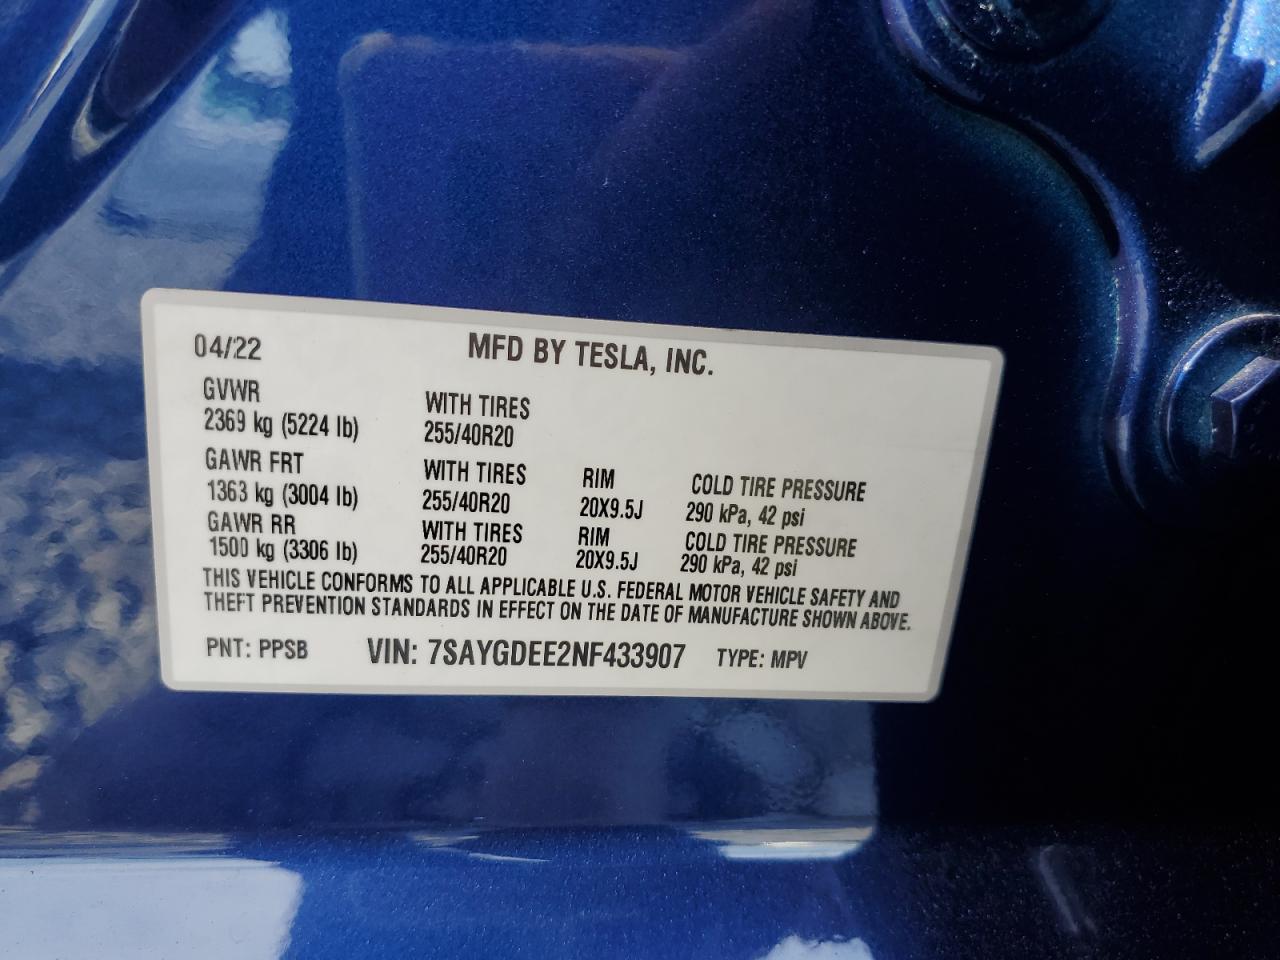 04/22 MFD BY TESLA, INC.
GVWR
2369 kg (5224 lb)
WITH TIRES
255/40R20
GAWR FRT
1363 kg (3004 lb)
WITH TIRES
255/40R20
RIM
20X9.5J
COLD TIRE PRESSURE
290 kPa, 42 psi
GAWR RR
1500 kg (3306 lb)
WITH TIRES
255/40R20
RIM
20X9.5J
COLD TIRE PRESSURE
290 kPa, 42 psi
THIS VEHICLE CONFORMS TO ALL APPLICABLE U.S. FEDERAL MOTOR VEHICLE SAFETY AND
THEFT PREVENTION STANDARDS IN EFFECT ON THE DATE OF MANUFACTURE SHOWN ABOVE.
PNT: PPSB VIN: 7SAYGDEE2NF433907 TYPE: MPV